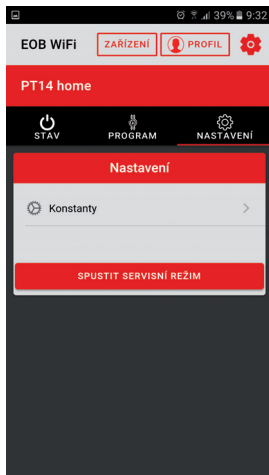 39% 9:32
EOB WiFi ZAŘÍZENÍ PROFIL
PT14 home
STAV PROGRAM NASTAVENÍ
Nastavení
Konstanty
SPUSTIT SERVISNÍ REŽIM